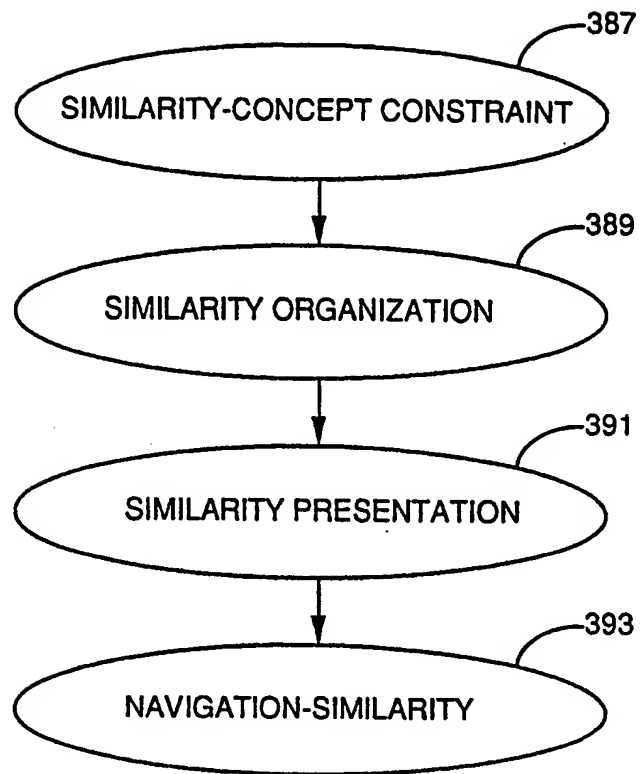 387
SIMILARITY-CONCEPT CONSTRAINT
389
SIMILARITY ORGANIZATION
391
SIMILARITY PRESENTATION
393
NAVIGATION-SIMILARITY